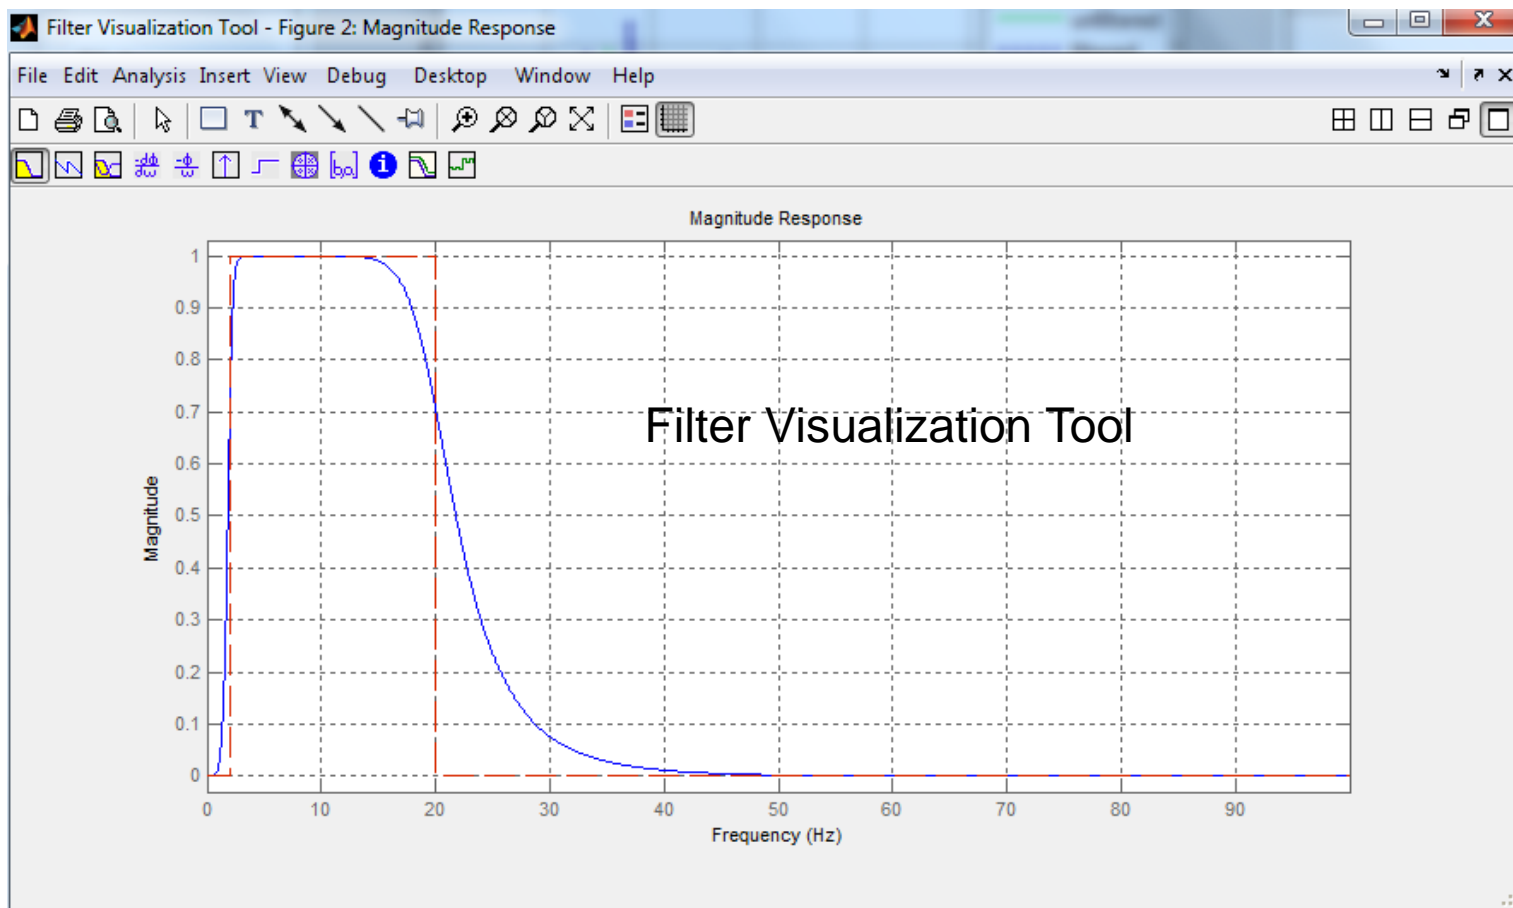 Filter Visualization Tool - Figure 2: Magnitude Response
File Edit Analysis Insert View Debug Desktop Window Help
T
-dΦ
dω
-Φ
ω
[b,a]
i
Magnitude Response
1
0.9
0.8
0.7
0.6
0.5
0.4
0.3
0.2
0.1
0
Magnitude
Filter Visualization Tool
0 10 20 30 40 50 60 70 80 90
Frequency (Hz)